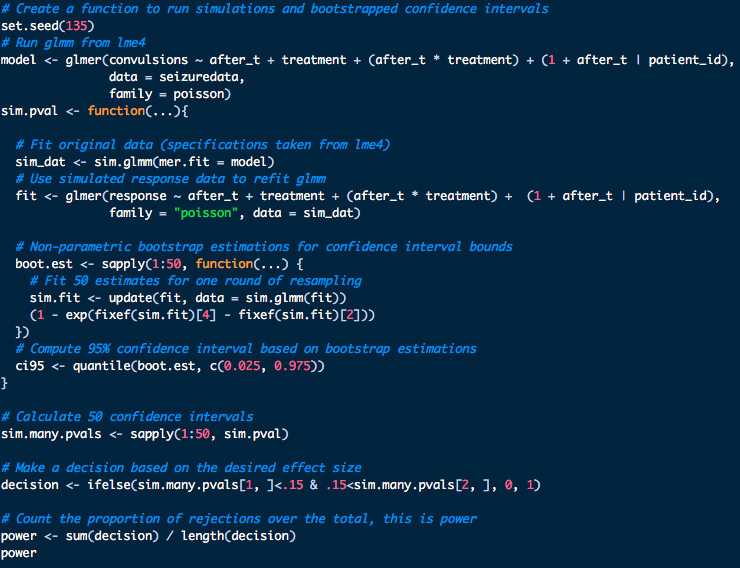 # Create a function to run simulations and bootstrapped confidence intervals
set.seed(135)
# Run glmm from lme4
model <- glmer(convulsions ~ after_t + treatment + (after_t * treatment) + (1 + after_t | patient_id),
data = seizuredata,
family = poisson)
sim.pval <- function(...){
# Fit original data (specifications taken from lme4)
sim_dat <- sim.glmm(mer.fit = model)
# Use simulated response data to refit glmm
fit <- glmer(response ~ after_t + treatment + (after_t * treatment) +  (1 + after_t | patient_id),
family = "poisson", data = sim_dat)
# Non-parametric bootstrap estimations for confidence interval bounds
boot.est <- sapply(1:50, function(...) {
# Fit 50 estimates for one round of resampling
sim.fit <- update(fit, data = sim.glmm(fit))
(1 - exp(fixef(sim.fit)[4] - fixef(sim.fit)[2]))
})
# Compute 95% confidence interval based on bootstrap estimations
ci95 <- quantile(boot.est, c(0.025, 0.975))
}
# Calculate 50 confidence intervals
sim.many.pvals <- sapply(1:50, sim.pval)
# Make a decision based on the desired effect size
decision <- ifelse(sim.many.pvals[1, ]<.15 & .15<sim.many.pvals[2, ], 0, 1)
# Count the proportion of rejections over the total, this is power
power <- sum(decision) / length(decision)
power